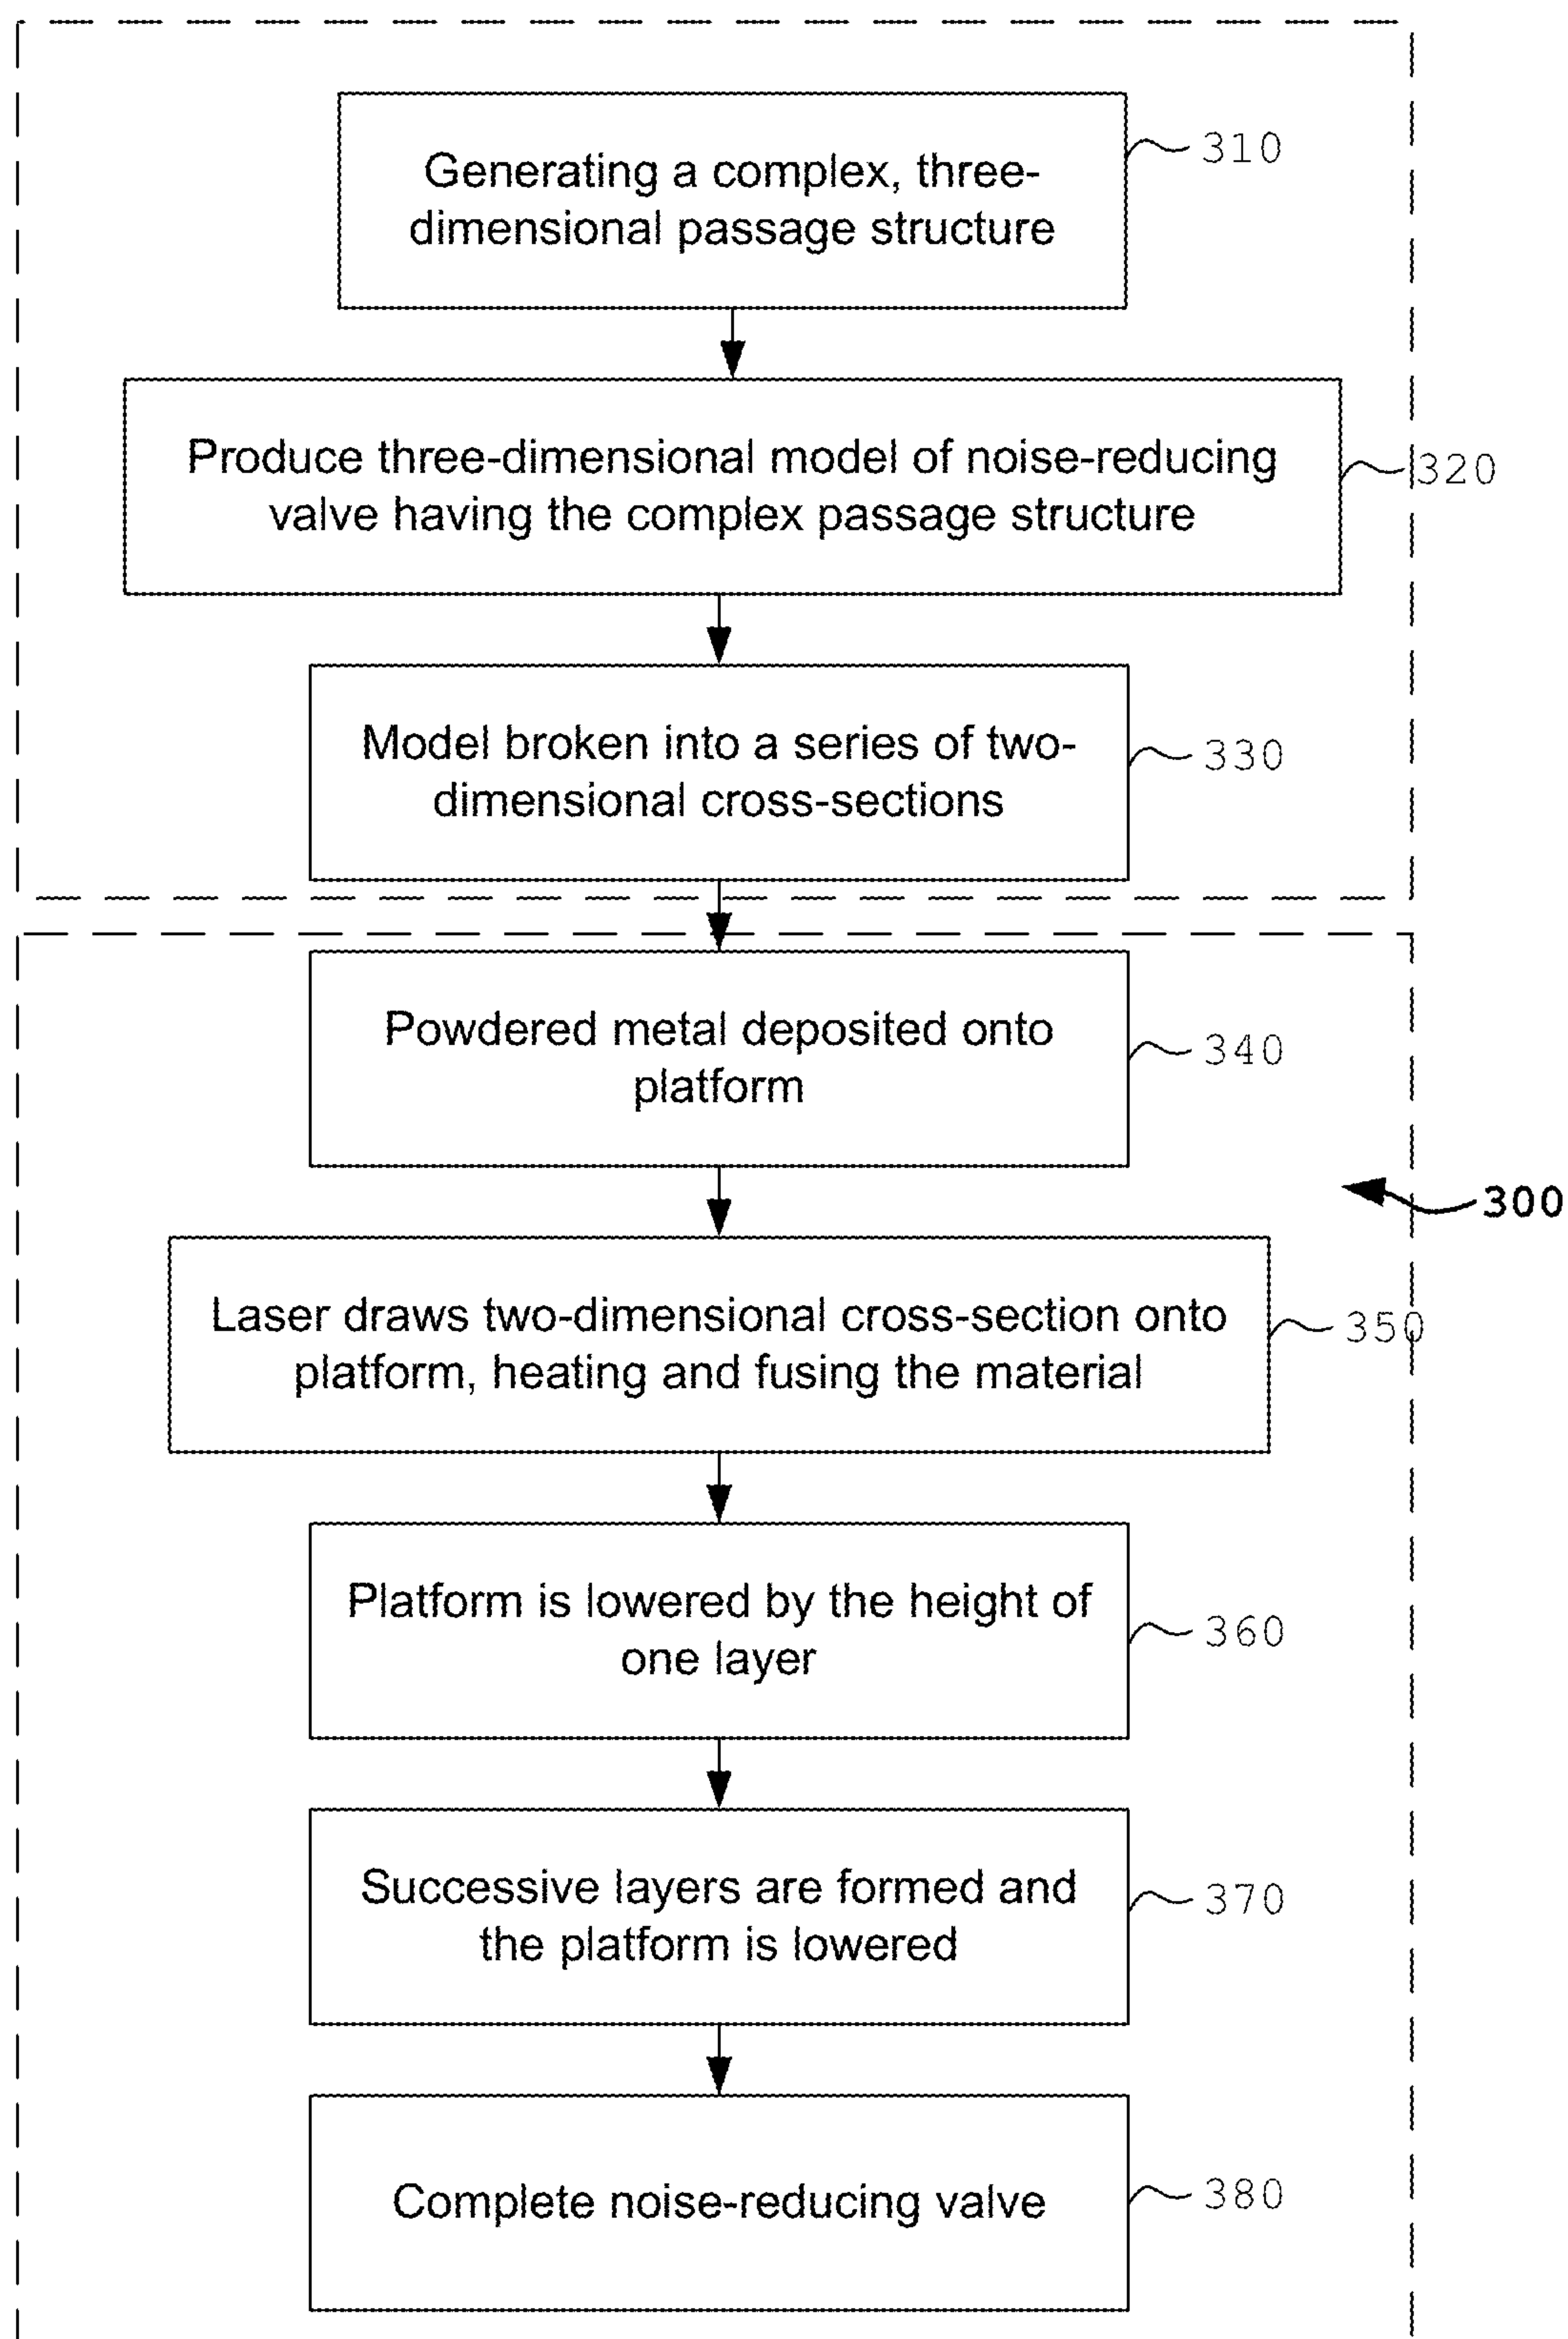 Generating a complex, three-
dimensional passage structure
310
Produce three-dimensional model of noise-reducing
valve having the complex passage structure
320
Model broken into a series of two-
dimensional cross-sections
330
Powdered metal deposited onto
platform
340
300
Laser draws two-dimensional cross-section onto
platform, heating and fusing the material
350
Platform is lowered by the height of
one layer
360
Successive layers are formed and
the platform is lowered
370
Complete noise-reducing valve
380